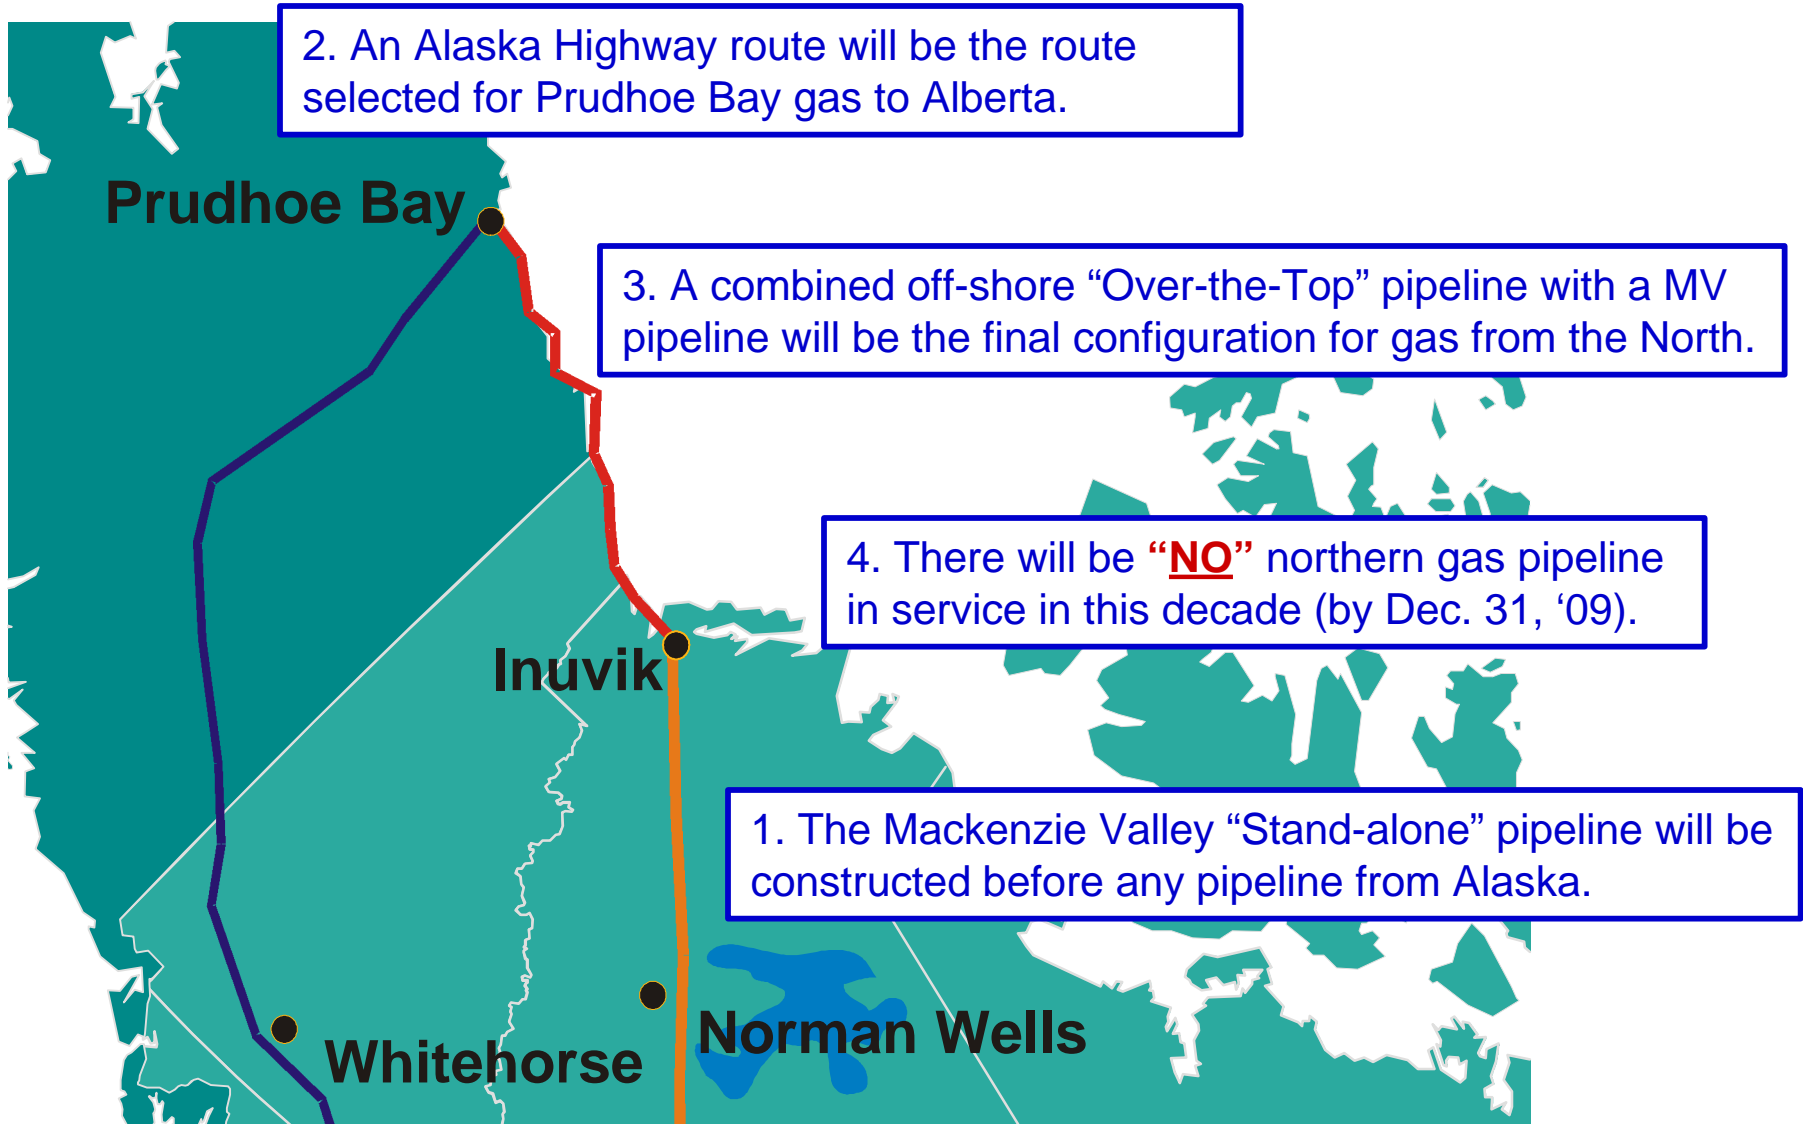 2. An Alaska Highway route will be the route
selected for Prudhoe Bay gas to Alberta.
Prudhoe Bay
3. A combined off-shore “Over-the-Top” pipeline with a MV
pipeline will be the final configuration for gas from the North.
4. There will be “NO” northern gas pipeline
in service in this decade (by Dec. 31, ‘09).
Inuvik
1. The Mackenzie Valley “Stand-alone” pipeline will be
constructed before any pipeline from Alaska.
Norman Wells
Whitehorse